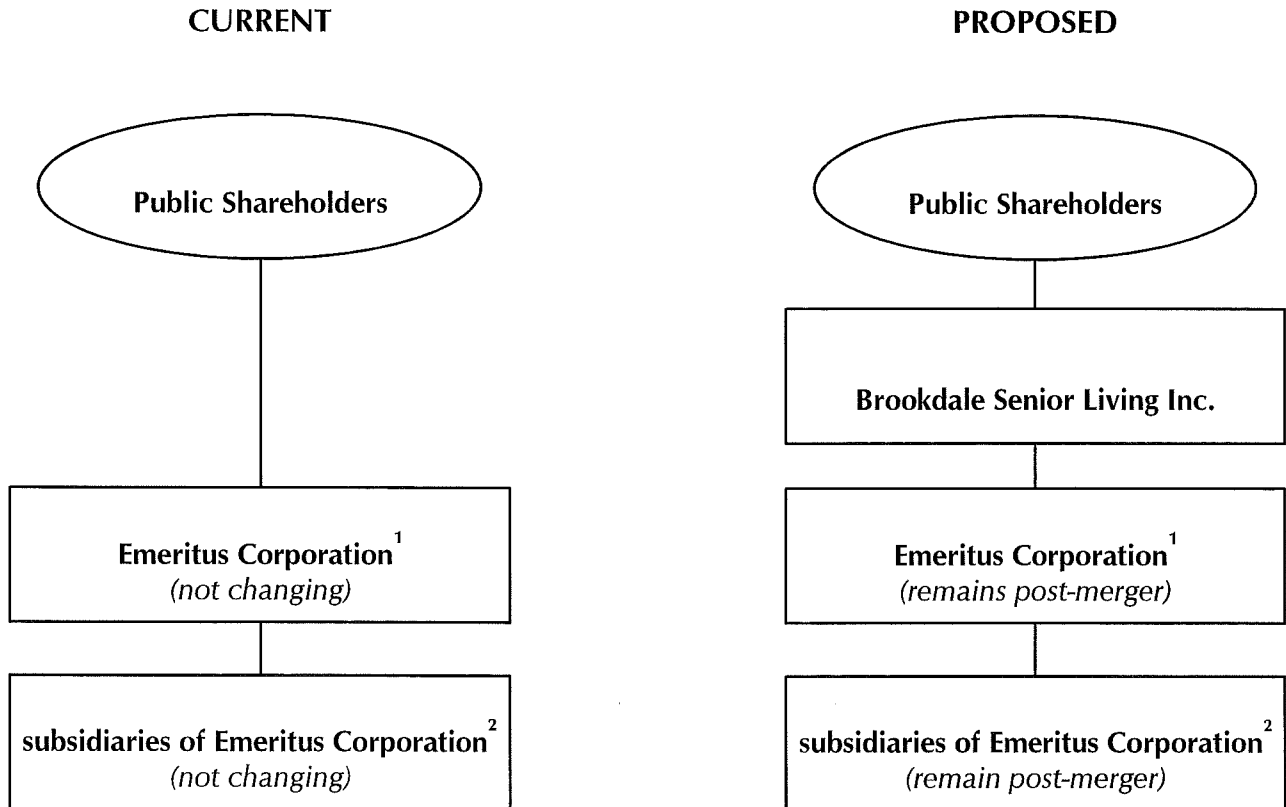 CURRENT
Public Shareholders
Emeritus Corporation1
(not changing)
subsidiaries of Emeritus Corporation2
(not changing)
PROPOSED
Public Shareholders
Brookdale Senior Living Inc.
Emeritus Corporation1
(remains post-merger)
subsidiaries of Emeritus Corporation2
(remain post-merger)